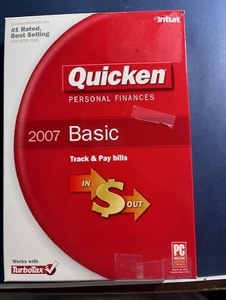 #1 Rated,
Best Selling
intuit
Quicken
PERSONAL FINANCES
2007 Basic
Track & Pay bills
IN
$
OUT
Works with
TurboTax
PC